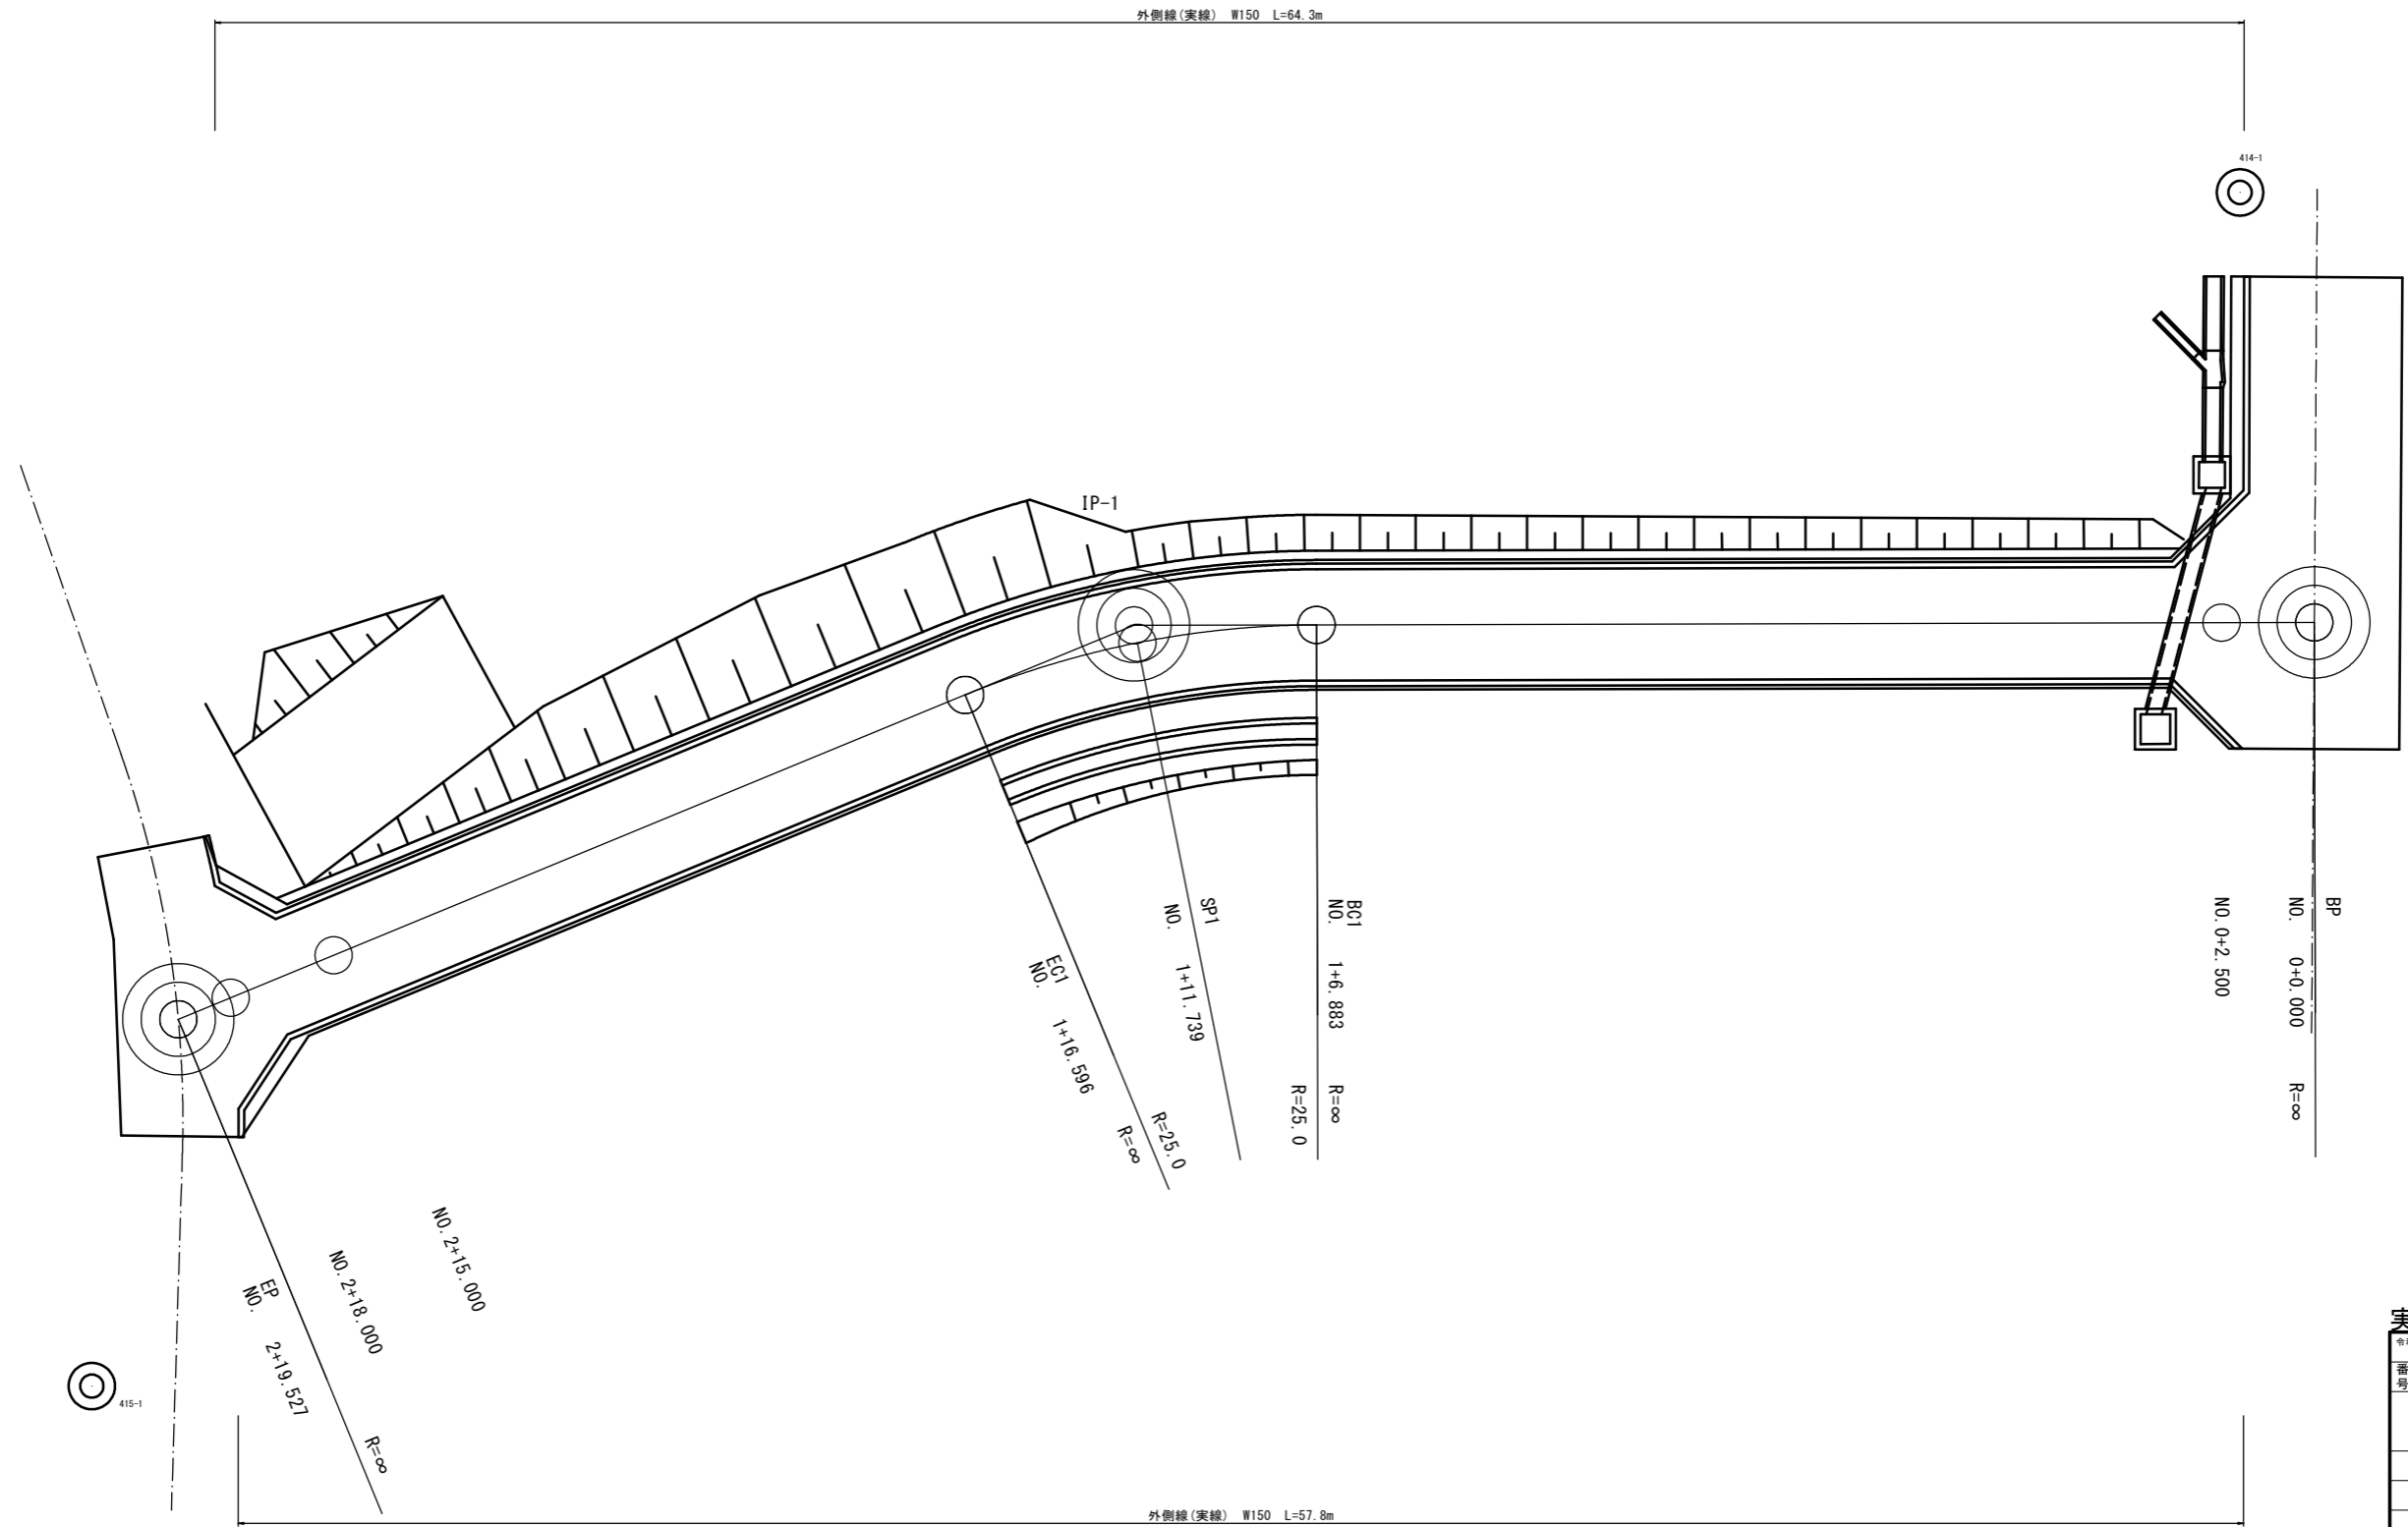 外側線(実線) W150 L=64.3m
414-1
IP-1
BP
NO. 0+0.000 R=∞
NO.0+2.500
BC1
NO. 1+6.883 R=∞
R=25.0
SP1
NO. 1+11.739
EC1
NO. 1+16.596
R=25.0
R=∞
NO.2+15.000
NO.2+18.000
EP
NO. 2+19.527 R=∞
415-1
外側線(実線) W150 L=57.8m
番
号